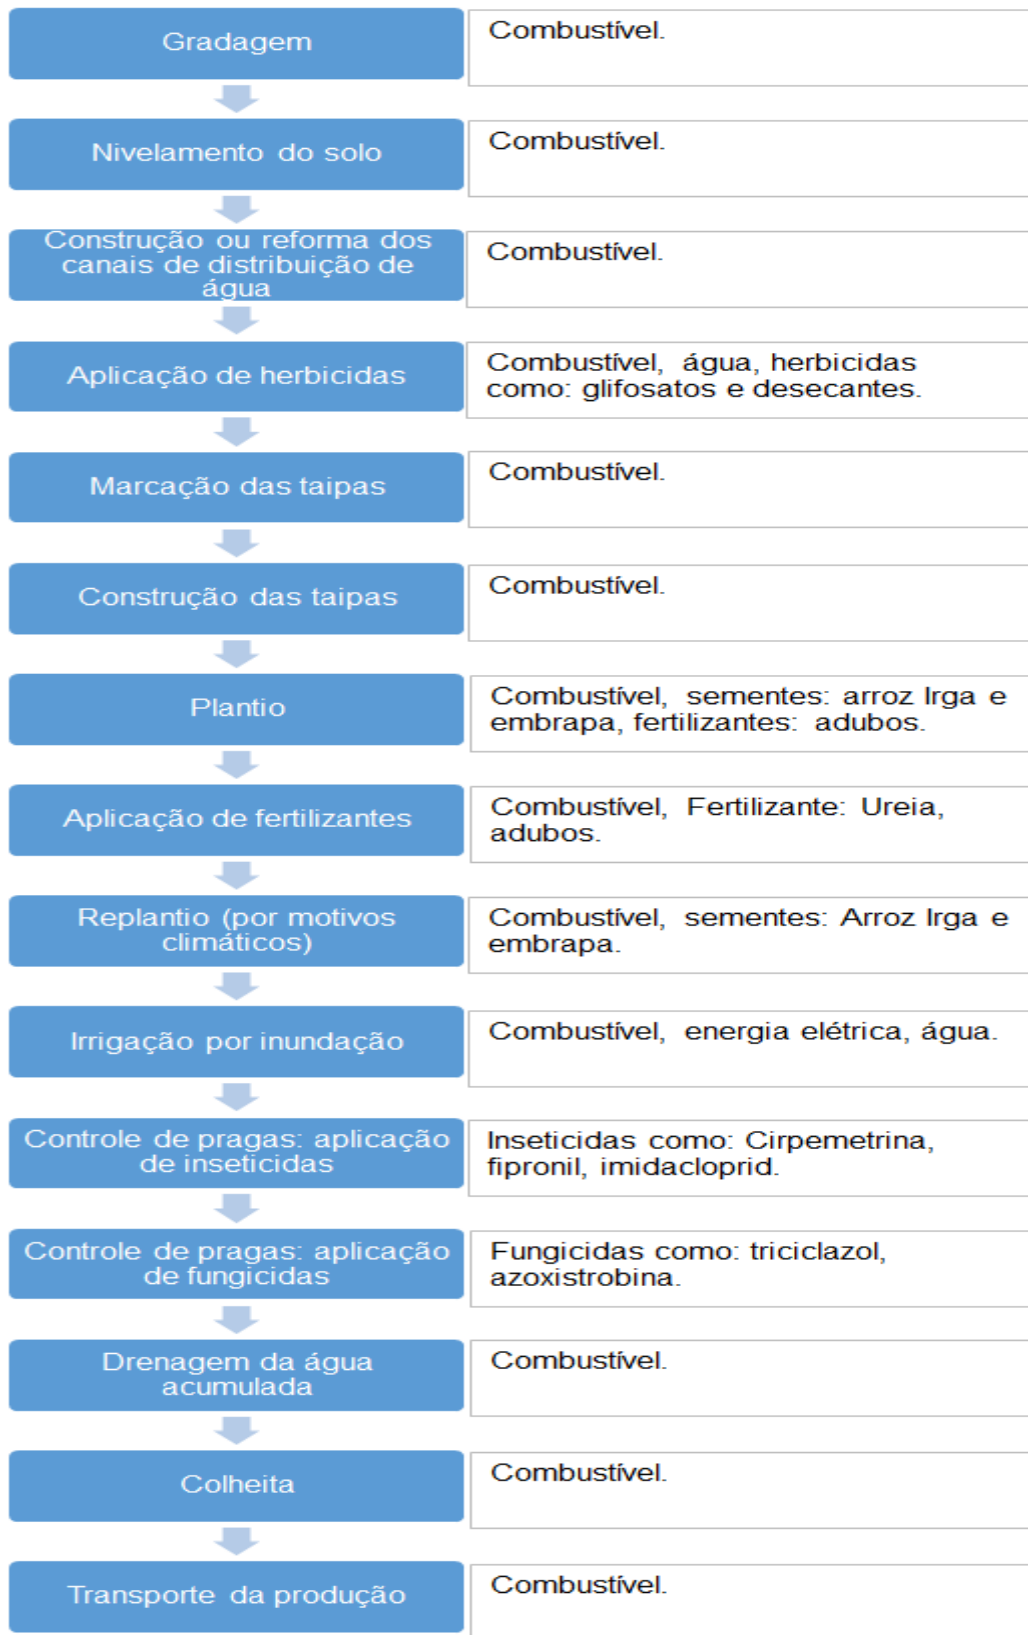 Gradagem
Combustível.
Nivelamento do solo
Combustível.
Construção ou reforma dos
canais de distribuição de
água
Combustível.
Aplicação de herbicidas
Combustível, água, herbicidas
como: glifosatos e desecantes.
Marcação das taipas
Combustível.
Construção das taipas
Combustível.
Plantio
Combustível, sementes: arroz Irga e
embrapa, fertilizantes: adubos.
Aplicação de fertilizantes
Combustível, Fertilizante: Ureia,
adubos.
Replantio (por motivos
climáticos)
Combustível, sementes: Arroz Irga e
embrapa.
Irrigação por inundação
Combustível, energia elétrica, água.
Controle de pragas: aplicação
de inseticidas
Inseticidas como: Cirpemetrina,
fipronil, imidacloprid.
Controle de pragas: aplicação
de fungicidas
Fungicidas como: triciclazol,
azoxistrobina.
Drenagem da água
acumulada
Combustível.
Colheita
Combustível.
Transporte da produção
Combustível.